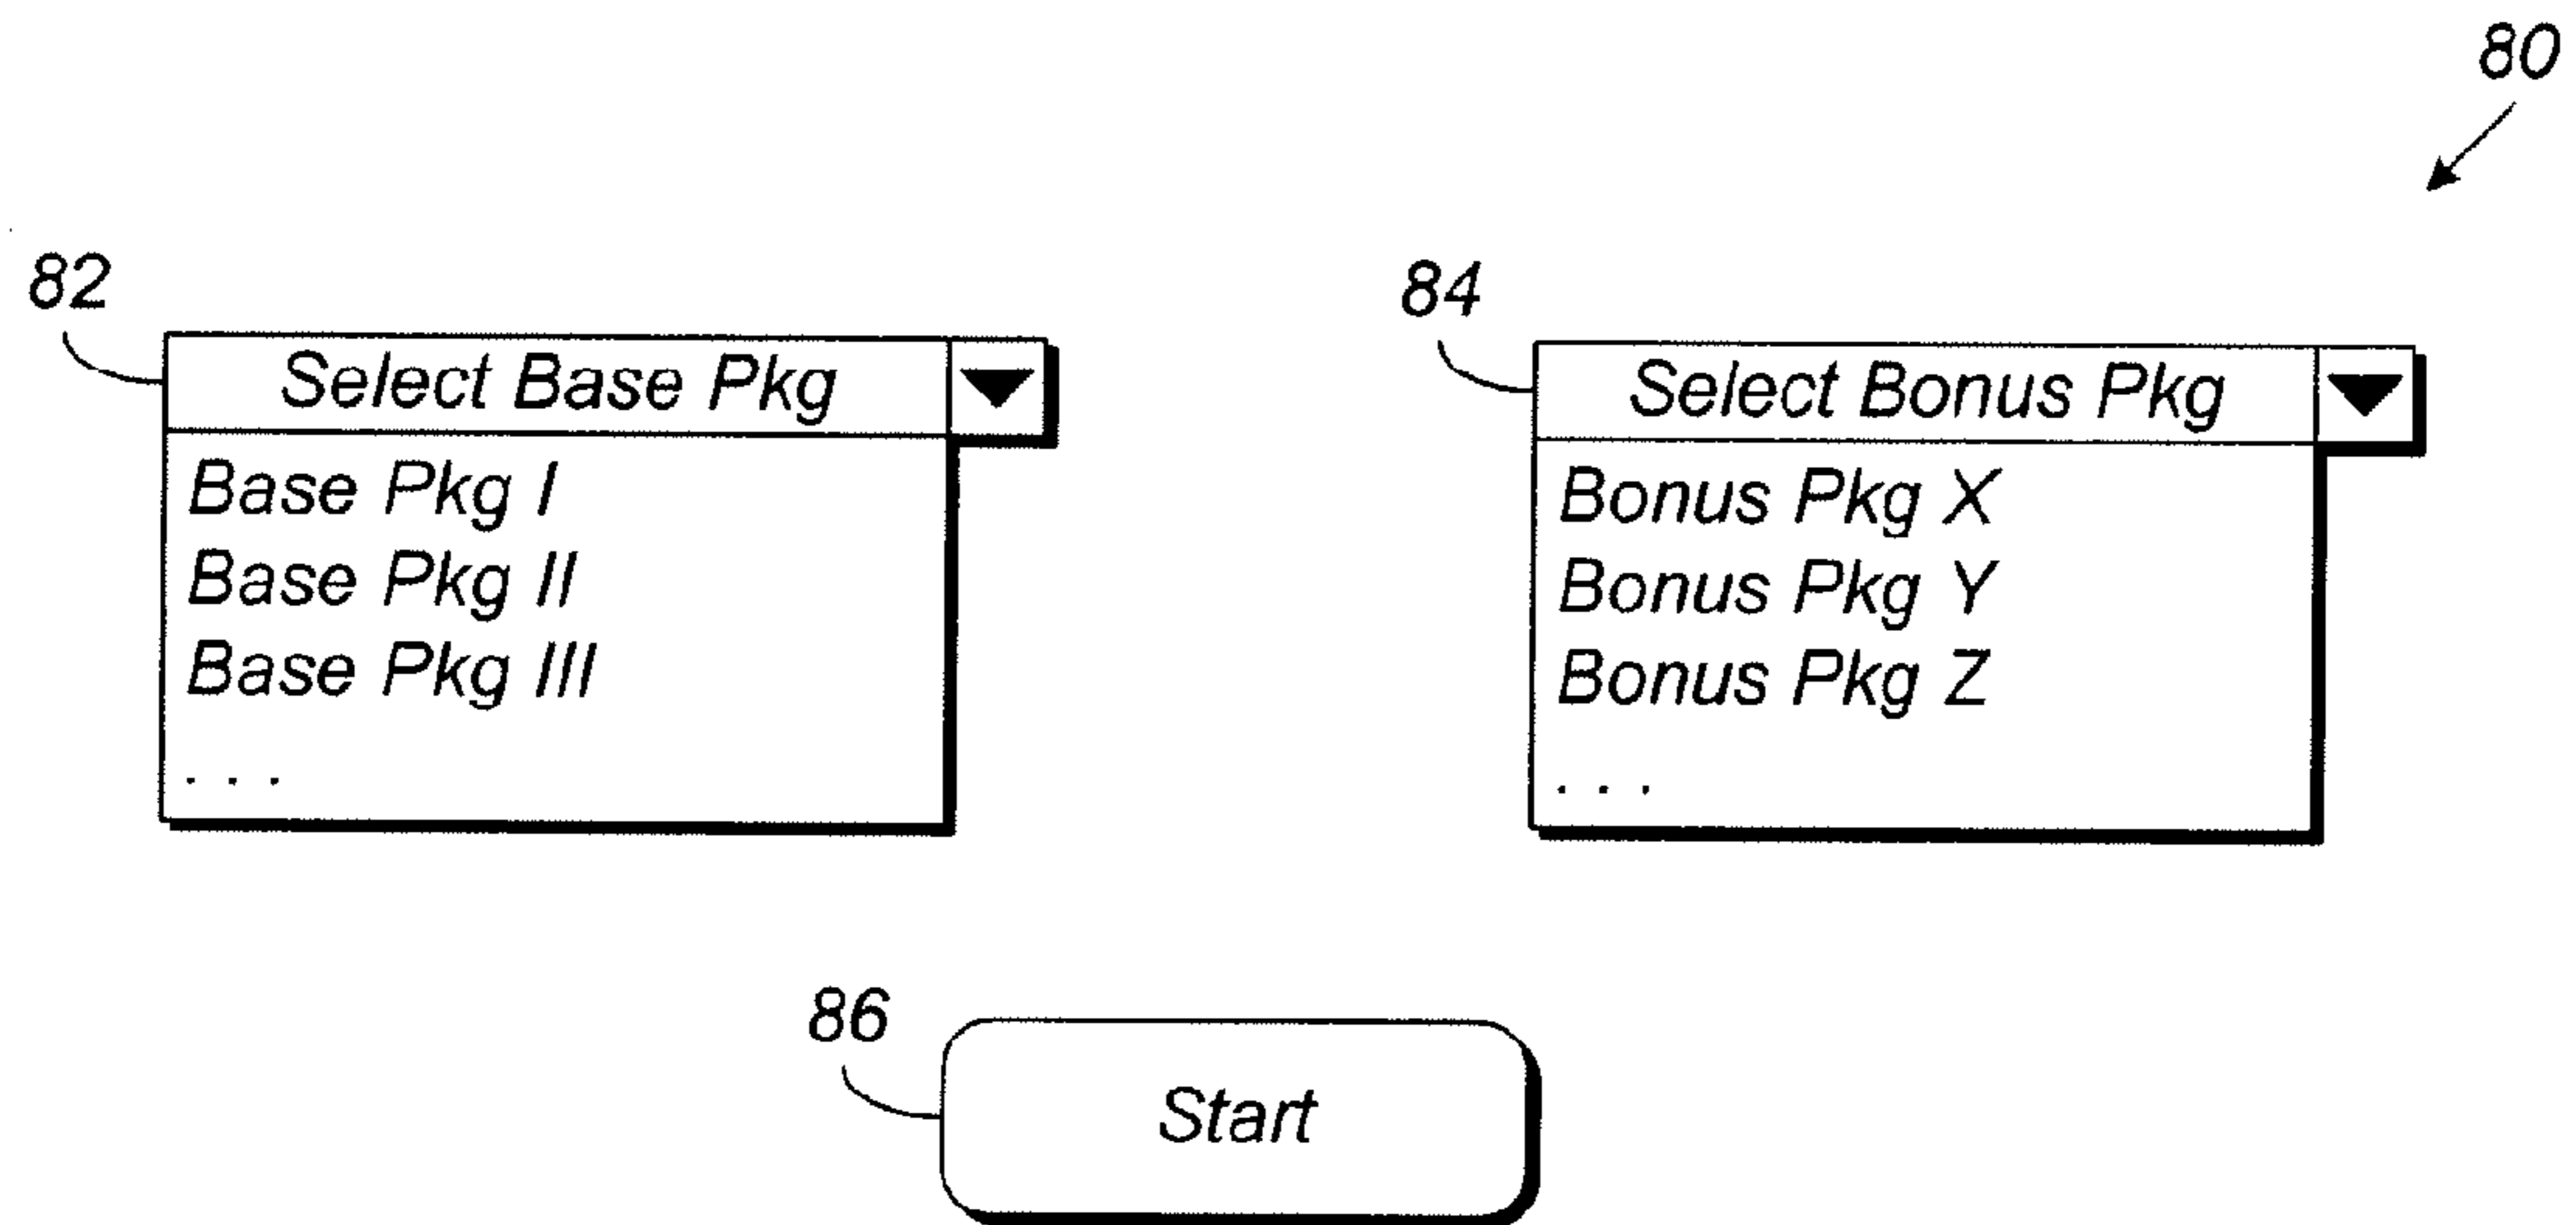 80
82
Select Base Pkg
Base Pkg I
Base Pkg II
Base Pkg III
. . .
84
Select Bonus Pkg
Bonus Pkg X
Bonus Pkg Y
Bonus Pkg Z
. . .
86
Start